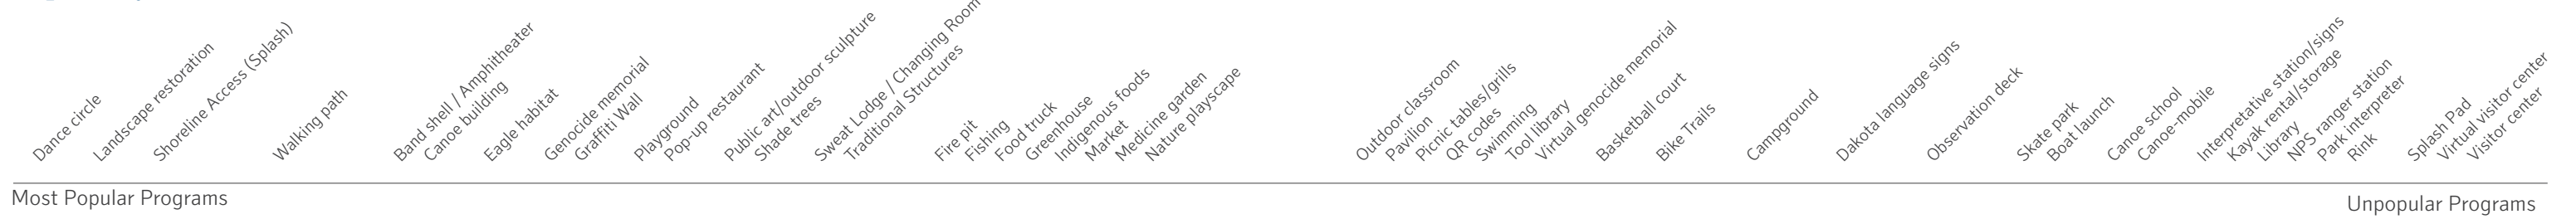 Dance circle
Landscape restoration
Shoreline Access (Splash)
Walking path
Band shell / Amphitheater
Canoe building
Eagle habitat
Genocide memorial
Graffiti Wall
Playground
Pop-up restaurant
Public art/outdoor sculpture
Shade trees
Sweat Lodge / Changing Room
Traditional Structures
Fire pit
Fishing
Food truck
Greenhouse
Indigenous foods
Market
Medicine garden
Nature playscape
Outdoor classroom
Pavilion
Picnic tables/grills
QR codes
Swimming
Tool library
Virtual genocide memorial
Basketball court
Bike Trails
Campground
Dakota language signs
Observation deck
Skate park
Boat launch
Canoe school
Canoe-mobile
Interpretative station/signs
Kayak rental/storage
Library
NPS ranger station
Park interpreter
Rink
Splash Pad
Virtual visitor center
Visitor center
Most Popular Programs
Unpopular Programs